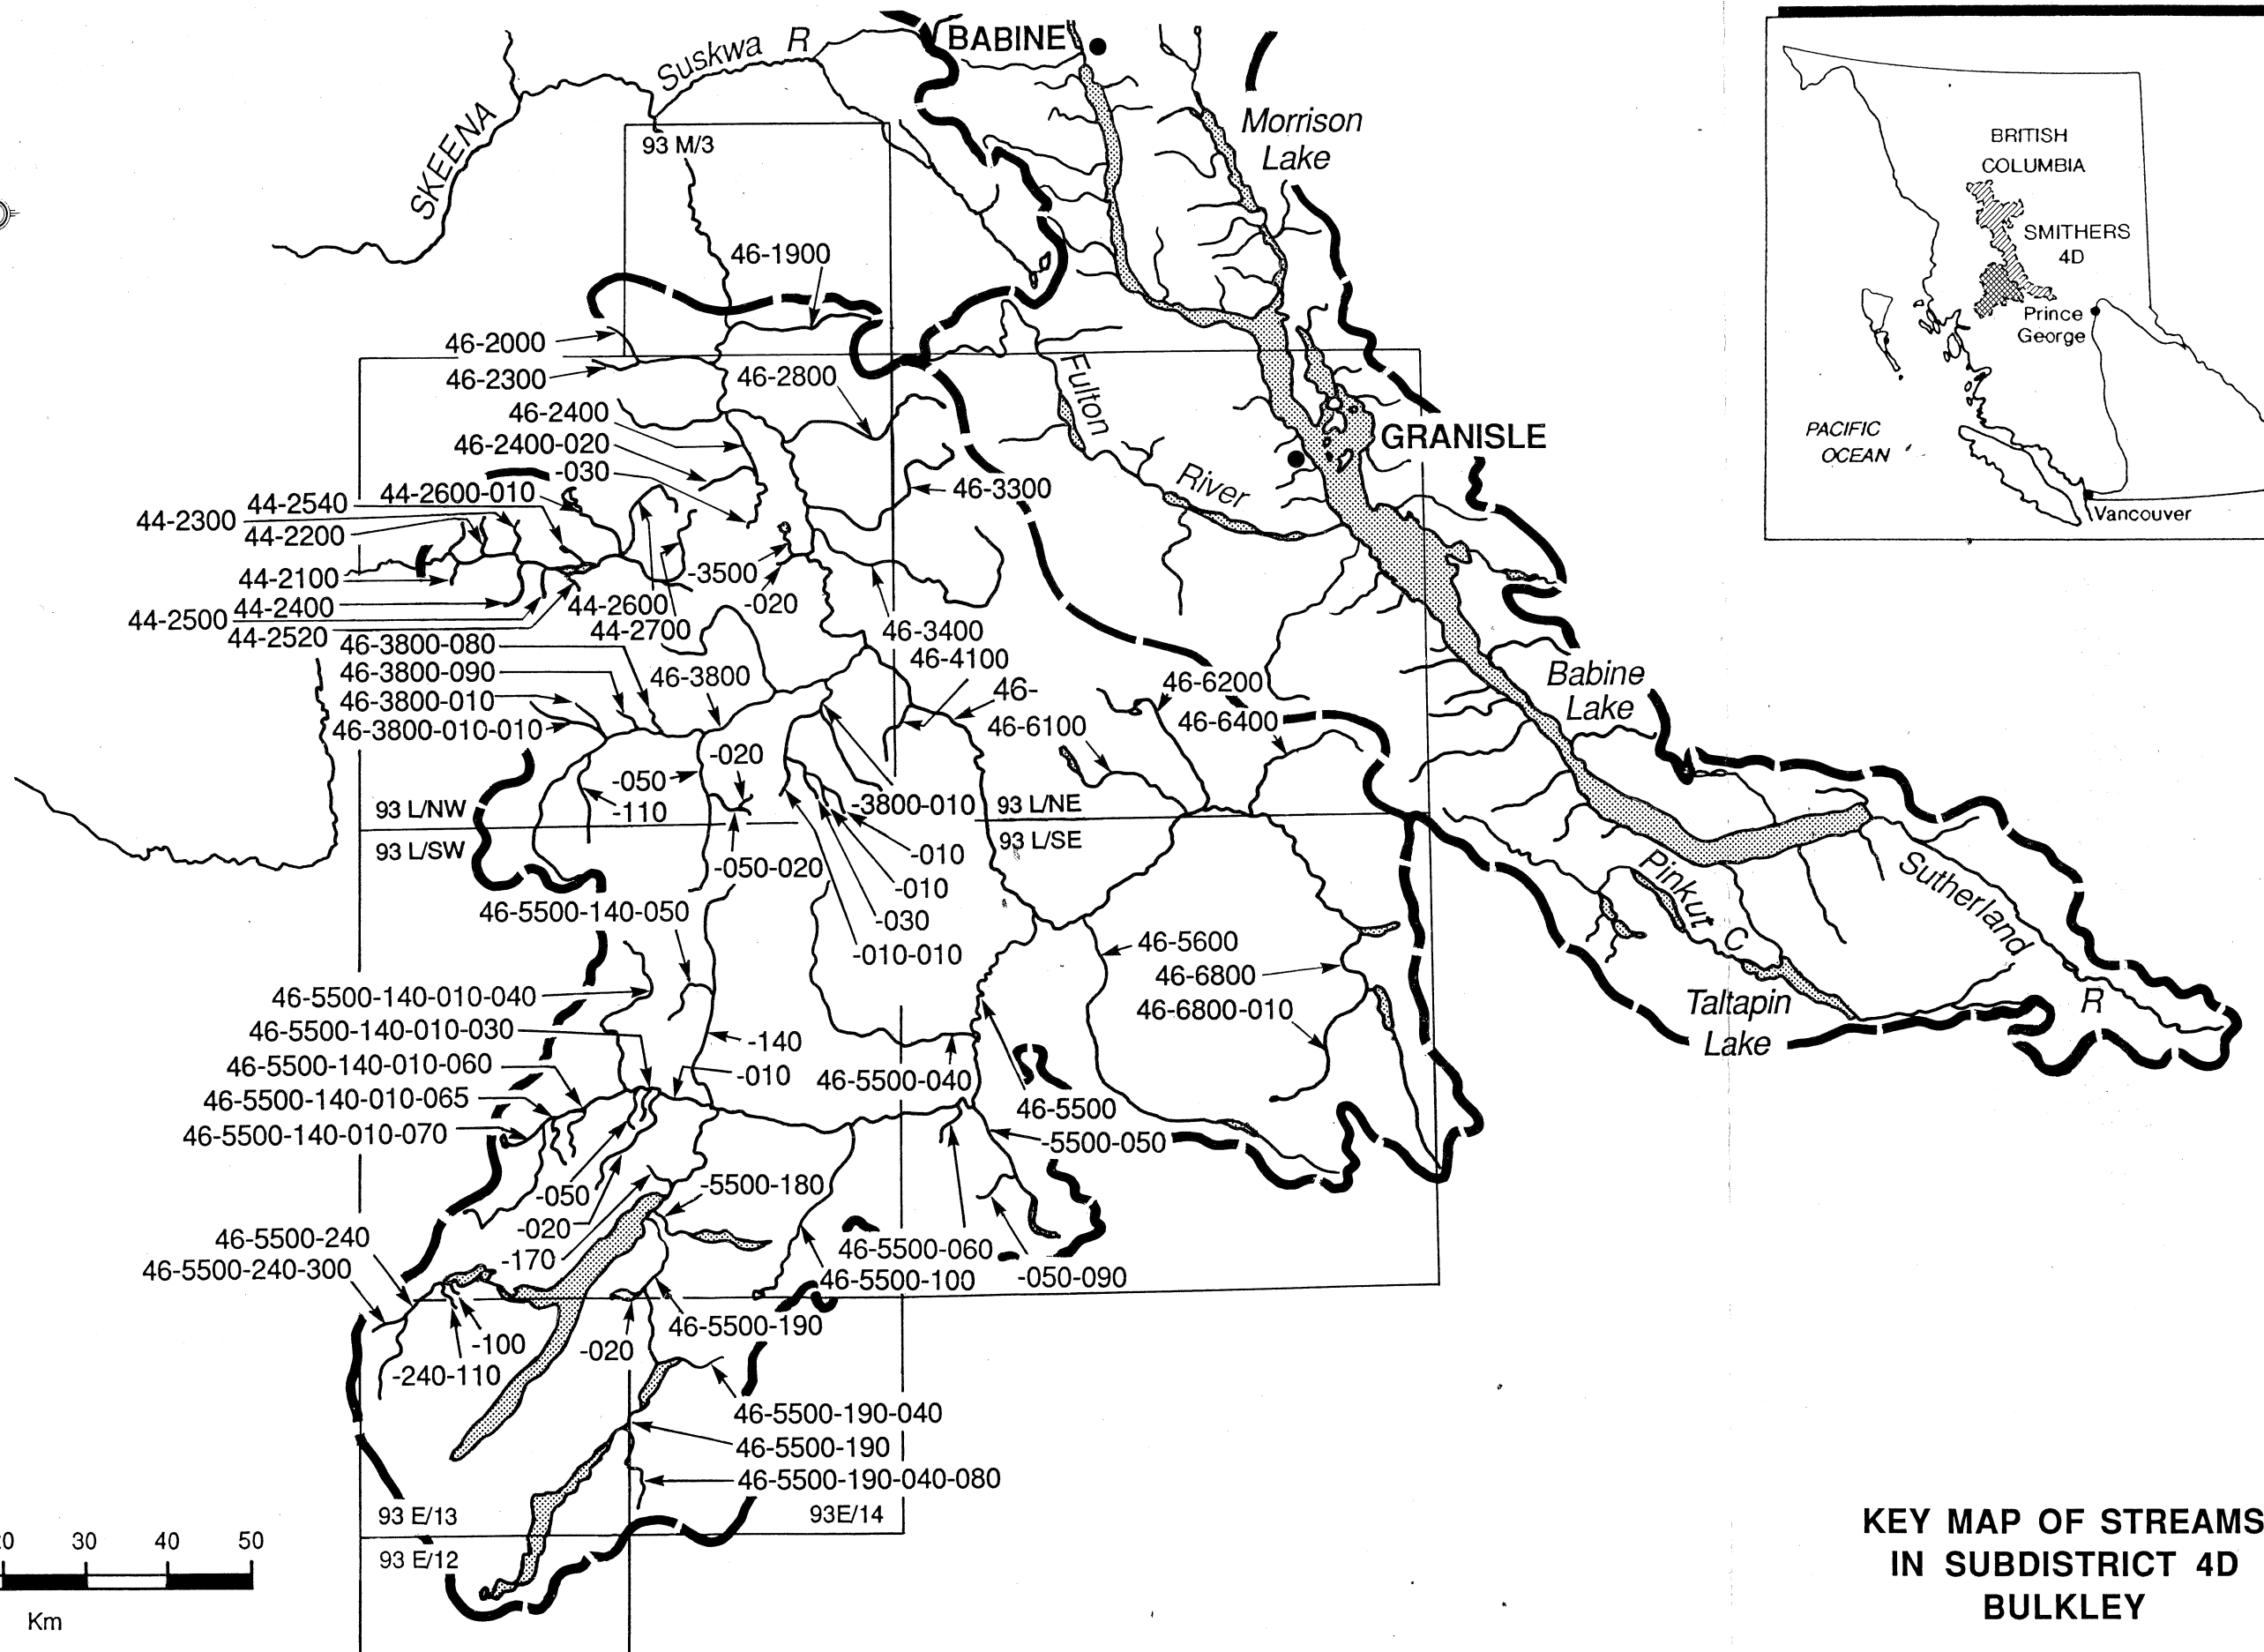 BABINE
Suskwa R
SKEENA
Morrison
Lake
93 M/3
BRITISH
COLUMBIA
SMITHERS
4D
Prince
George
PACIFIC
OCEAN
Vancouver
46-1900
46-2000
46-2300
46-2800
46-2400
46-2400-020
-030
44-2600-010
44-2540
44-2300
44-2200
44-2100
44-2400
44-2500
44-2520
44-2600
44-2700
-3500
-020
46-3300
46-3400
46-4100
Fulton
River
GRANISLE
46-3800-080
46-3800-090
46-3800-010
46-3800-010-010
46-3800
46-
46-6100
46-6200
46-6400
Babine
Lake
-020
-050
-110
-3800-010
93 L/NW
93 L/NE
93 L/SW
93 L/SE
-050-020
-010
-010
-030
-010-010
46-5500-140-050
46-5600
46-6800
46-6800-010
Pinkut C
Sutherland
R
Taltapin
Lake
46-5500-140-010-040
46-5500-140-010-030
46-5500-140-010-060
46-5500-140-010-065
46-5500-140-010-070
-140
-010
46-5500-040
46-5500
-5500-050
-050
-020
-170
-5500-180
46-5500-060
46-5500-100
-050-090
46-5500-240
46-5500-240-300
-100
-240-110
-020
46-5500-190
46-5500-190-040
46-5500-190
46-5500-190-040-080
93 E/13
93E/14
93 E/12
30 40 50
Km
KEY MAP OF STREAMS
IN SUBDISTRICT 4D
BULKLEY